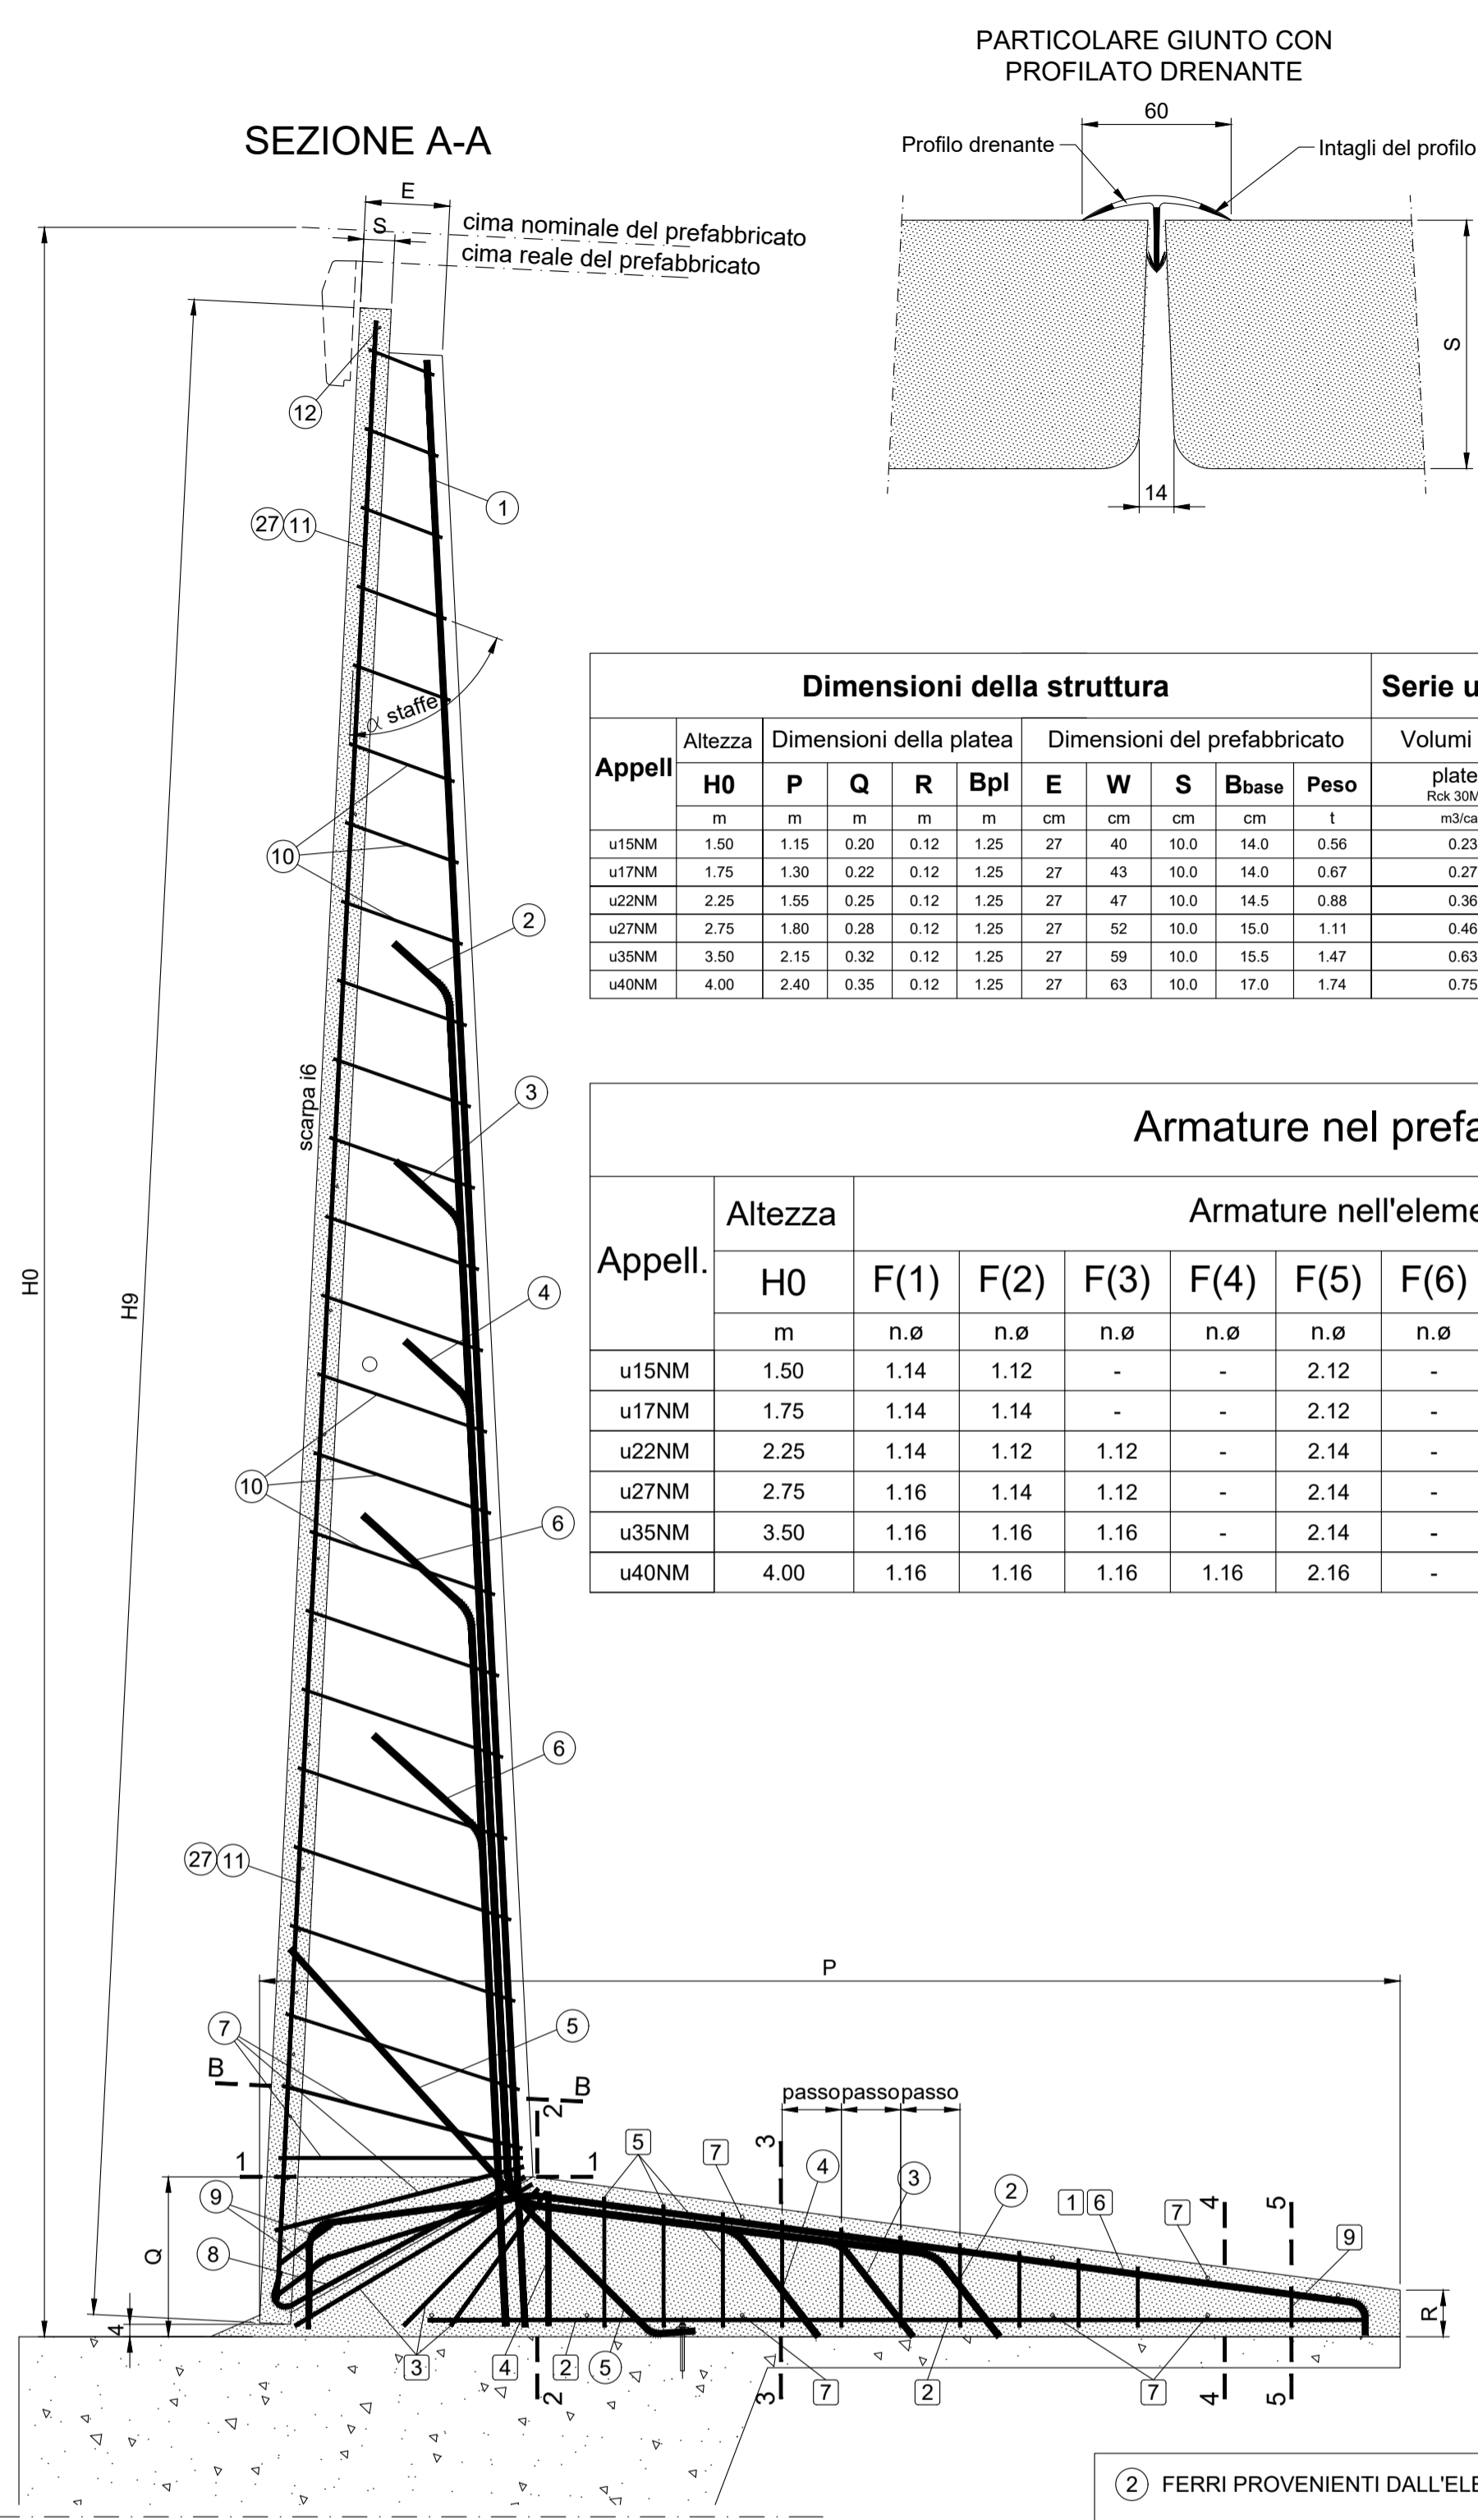 PARTICOLARE GIUNTO CON
PROFILATO DRENANTE
60
Profilo drenante
Intagli del profilo
S
14
SEZIONE A-A
E
S
cima nominale del prefabbricato
cima reale del prefabbricato
12
1
27 11
α staffe
10
2
3
scarpa i6
H0
H9
4
10
6
6
27 11
Dimensioni della struttura Serie u
Appell Altezza Dimensioni della platea Dimensioni del prefabbricato Volumi
H0 P Q R Bpl E W S Bbase Peso plate
Rck 30M
m m m m m cm cm cm cm t m3/ca
u15NM 1.50 1.15 0.20 0.12 1.25 27 40 10.0 14.0 0.56 0.23
u17NM 1.75 1.30 0.22 0.12 1.25 27 43 10.0 14.0 0.67 0.27
u22NM 2.25 1.55 0.25 0.12 1.25 27 47 10.0 14.5 0.88 0.36
u27NM 2.75 1.80 0.28 0.12 1.25 27 52 10.0 15.0 1.11 0.46
u35NM 3.50 2.15 0.32 0.12 1.25 27 59 10.0 15.5 1.47 0.63
u40NM 4.00 2.40 0.35 0.12 1.25 27 63 10.0 17.0 1.74 0.75
Armature nel prefa
Appell. Altezza Armature nell'eleme
H0 F(1) F(2) F(3) F(4) F(5) F(6)
m n.ø n.ø n.ø n.ø n.ø n.ø
u15NM 1.50 1.14 1.12 - - 2.12 -
u17NM 1.75 1.14 1.14 - - 2.12 -
u22NM 2.25 1.14 1.12 1.12 - 2.14 -
u27NM 2.75 1.16 1.14 1.12 - 2.14 -
u35NM 3.50 1.16 1.16 1.16 - 2.14 -
u40NM 4.00 1.16 1.16 1.16 1.16 2.16 -
P
7
5
B B
2
passo passo passo
1 1
5 7 3 4 3 2 1 6 7 4 5 9
9
8
Q
R
4
3 4 2 5 7 2 7
2 3 4 5
2 FERRI PROVENIENTI DALL'ELE